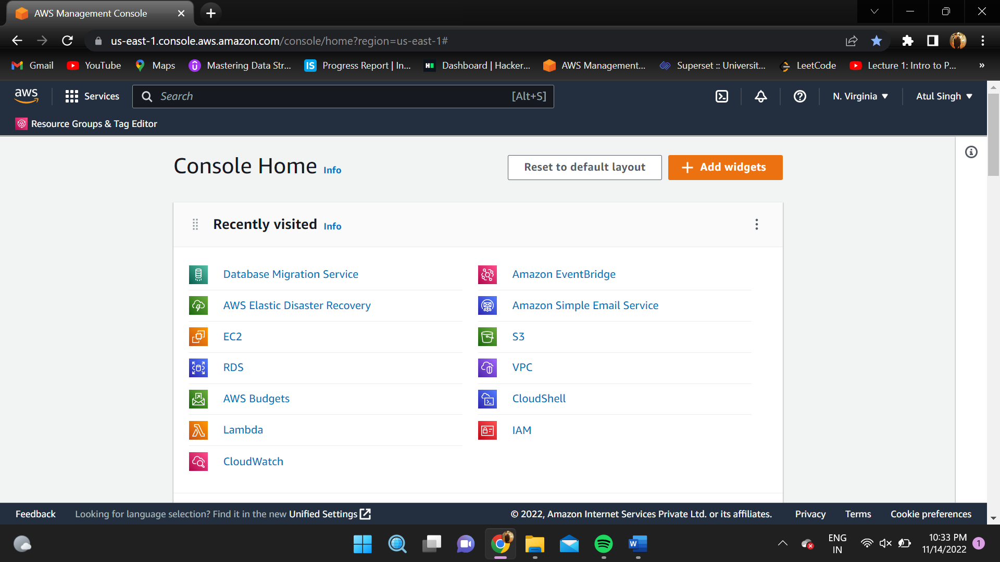 AWS Management Console
us-east-1.console.aws.amazon.com/console/home?region=us-east-1#
Gmail YouTube Maps Mastering Data Str... IS Progress Report | In... Dashboard | Hacker... AWS Management... Superset :: Universit... LeetCode Lecture 1: Intro to P... »
aws Services Search [Alt+S] N. Virginia Atul Singh
Resource Groups & Tag Editor
Console Home Info Reset to default layout Add widgets
Recently visited Info
Database Migration Service Amazon EventBridge
AWS Elastic Disaster Recovery Amazon Simple Email Service
EC2 S3
RDS VPC
AWS Budgets CloudShell
Lambda IAM
CloudWatch
Feedback Looking for language selection? Find it in the new Unified Settings © 2022, Amazon Internet Services Private Ltd. or its affiliates. Privacy Terms Cookie preferences
ENG 10:33 PM 1
IN 11/14/2022